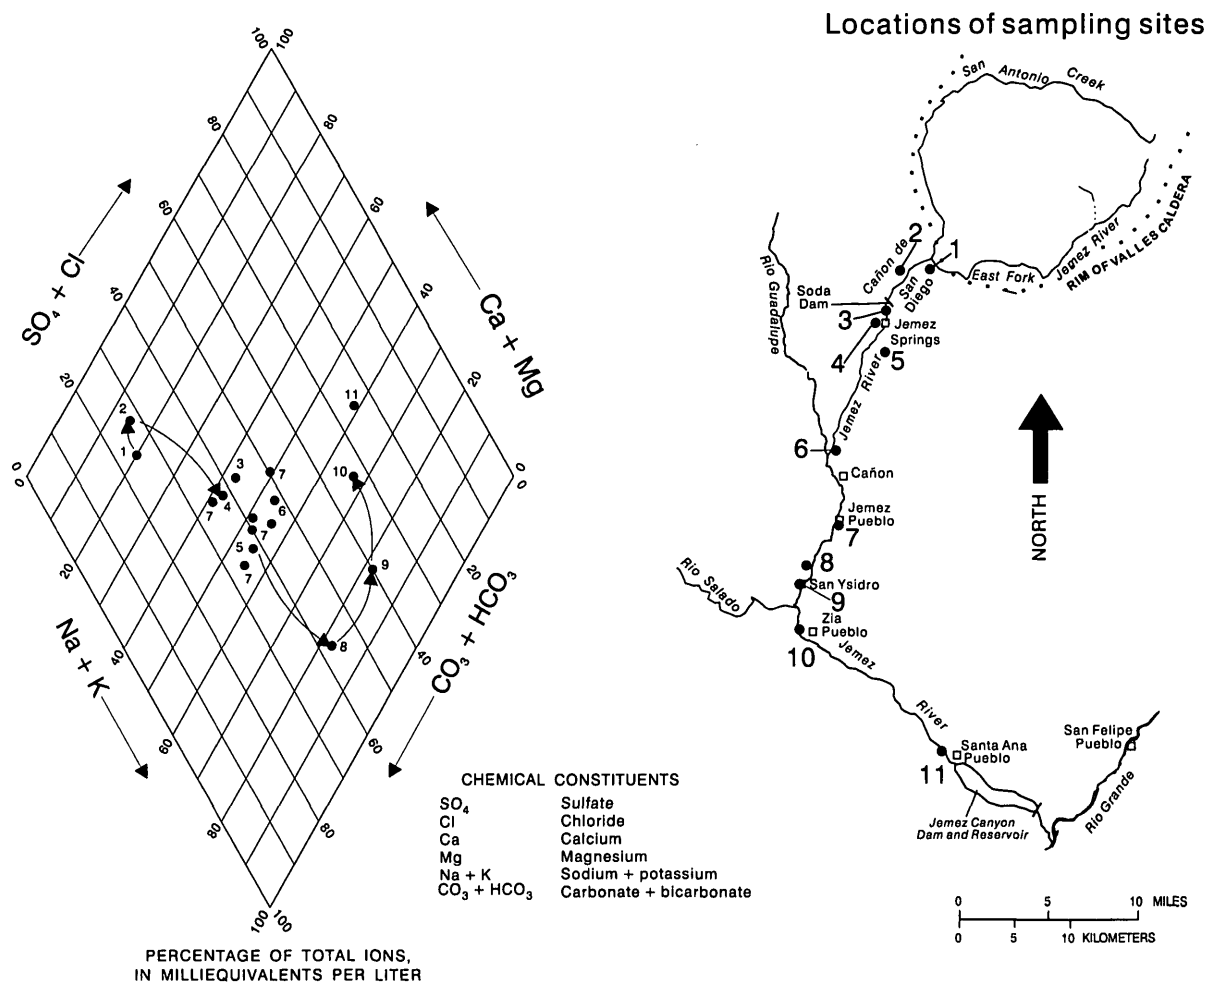 Locations of sampling sites
100 100
80 80
60 60
40 40
20 20
0 0
0 0
20 20
40 40
60 60
80 80
100 100
SO₄ + Cl
Ca + Mg
Na + K
CO₃ + HCO₃
1
2
3
4
5
6
7
7
7
7
8
9
10
11
PERCENTAGE OF TOTAL IONS,
IN MILLIEQUIVALENTS PER LITER
CHEMICAL CONSTITUENTS
SO₄ Sulfate
Cl Chloride
Ca Calcium
Mg Magnesium
Na + K Sodium + potassium
CO₃ + HCO₃ Carbonate + bicarbonate
San Antonio Creek
RIM OF VALLES CALDERA
Jemez River
East Fork
1
2
Cañon de
San
Diego
Rio Guadalupe
Soda
Dam
3
4
Jemez
Springs
5
Jemez River
6
Cañon
Jemez
Pueblo
7
8
San Ysidro
9
Rio Salado
Zia
Pueblo
10
Jemez
River
NORTH
San Felipe
Pueblo
Santa Ana
Pueblo
11
Rio Grande
Jemez Canyon
Dam and Reservoir
0 5 10 MILES
0 5 10 KILOMETERS